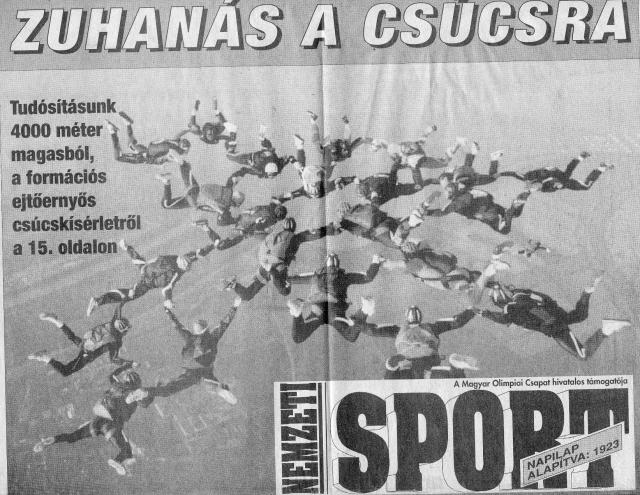 ZUHANÁS A CSÚCSRA
Tudósításunk
4000 méter
magasból,
a formációs
ejtőernyős
csúcskísérletről
a 15. oldalon
A Magyar Olimpiai Csapat hivatalos támogatója
NEMZETI
SPORT
NAPILAP
ALAPÍTVA: 1923